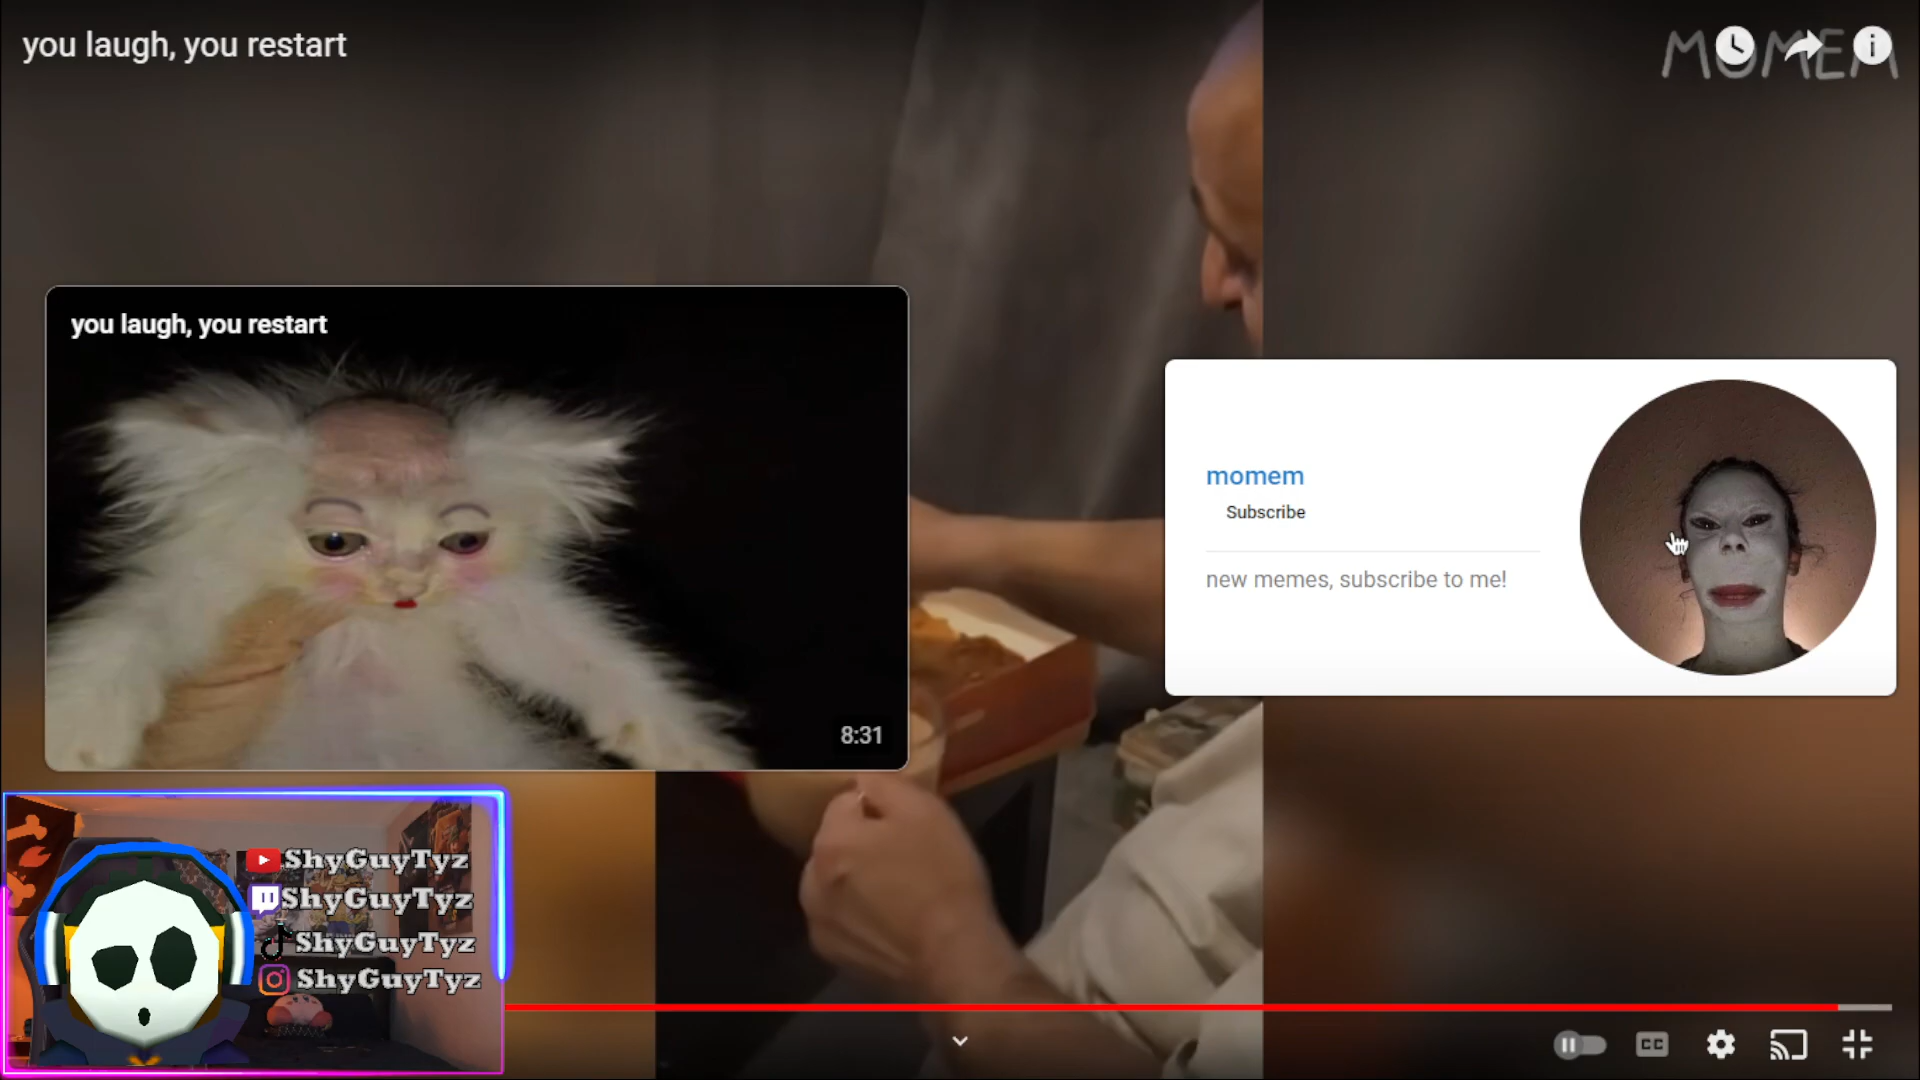 you laugh, you restart
MOMEM
you laugh, you restart
8:31
momem
Subscribe
new memes, subscribe to me!
ShyGuyTyz
ShyGuyTyz
ShyGuyTyz
ShyGuyTyz
CC